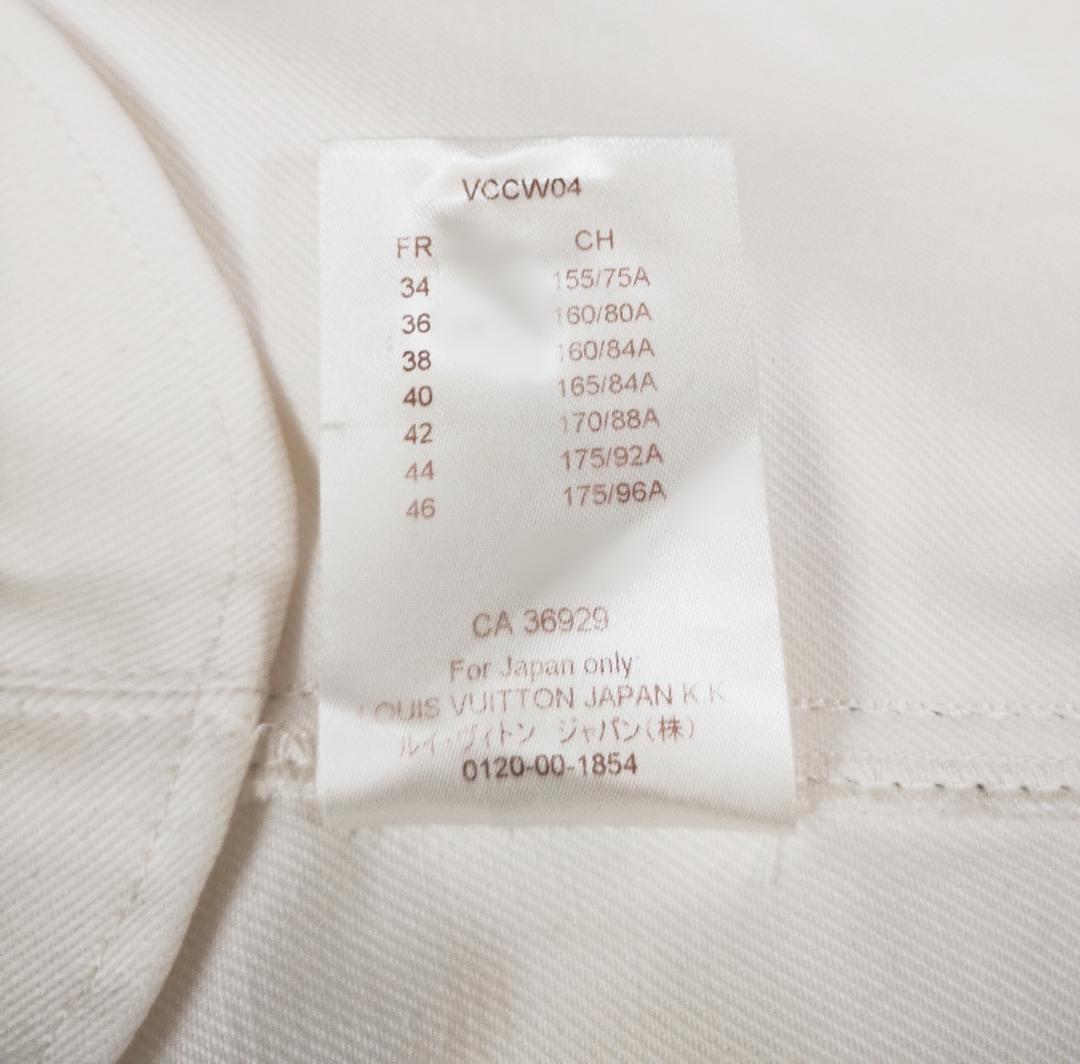 VCCW04
FR CH
34 155/75A
36 160/80A
38 160/84A
40 165/84A
42 170/88A
44 175/92A
46 175/96A
CA 36929
For Japan only:
LOUIS VUITTON JAPAN K.K
ルイ・ヴィトン ジャパン(株)
0120-00-1854